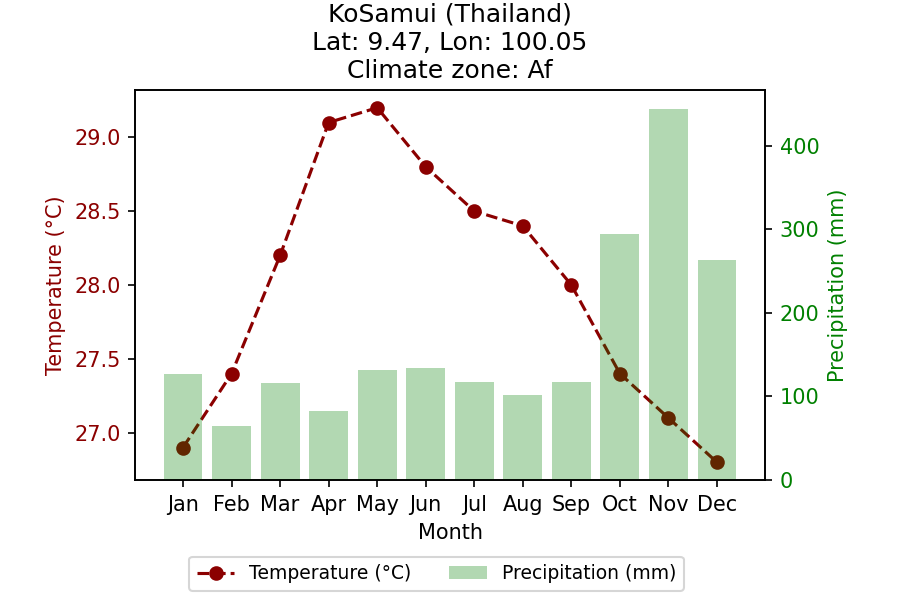 KoSamui (Thailand)
Lat: 9.47, Lon: 100.05
Climate zone: Af
Temperature (°C)
29.0
28.5
28.0
27.5
27.0
400
300
200
100
0
Precipitation (mm)
Jan Feb Mar Apr May Jun Jul Aug Sep Oct Nov Dec
Month
Temperature (°C) Precipitation (mm)